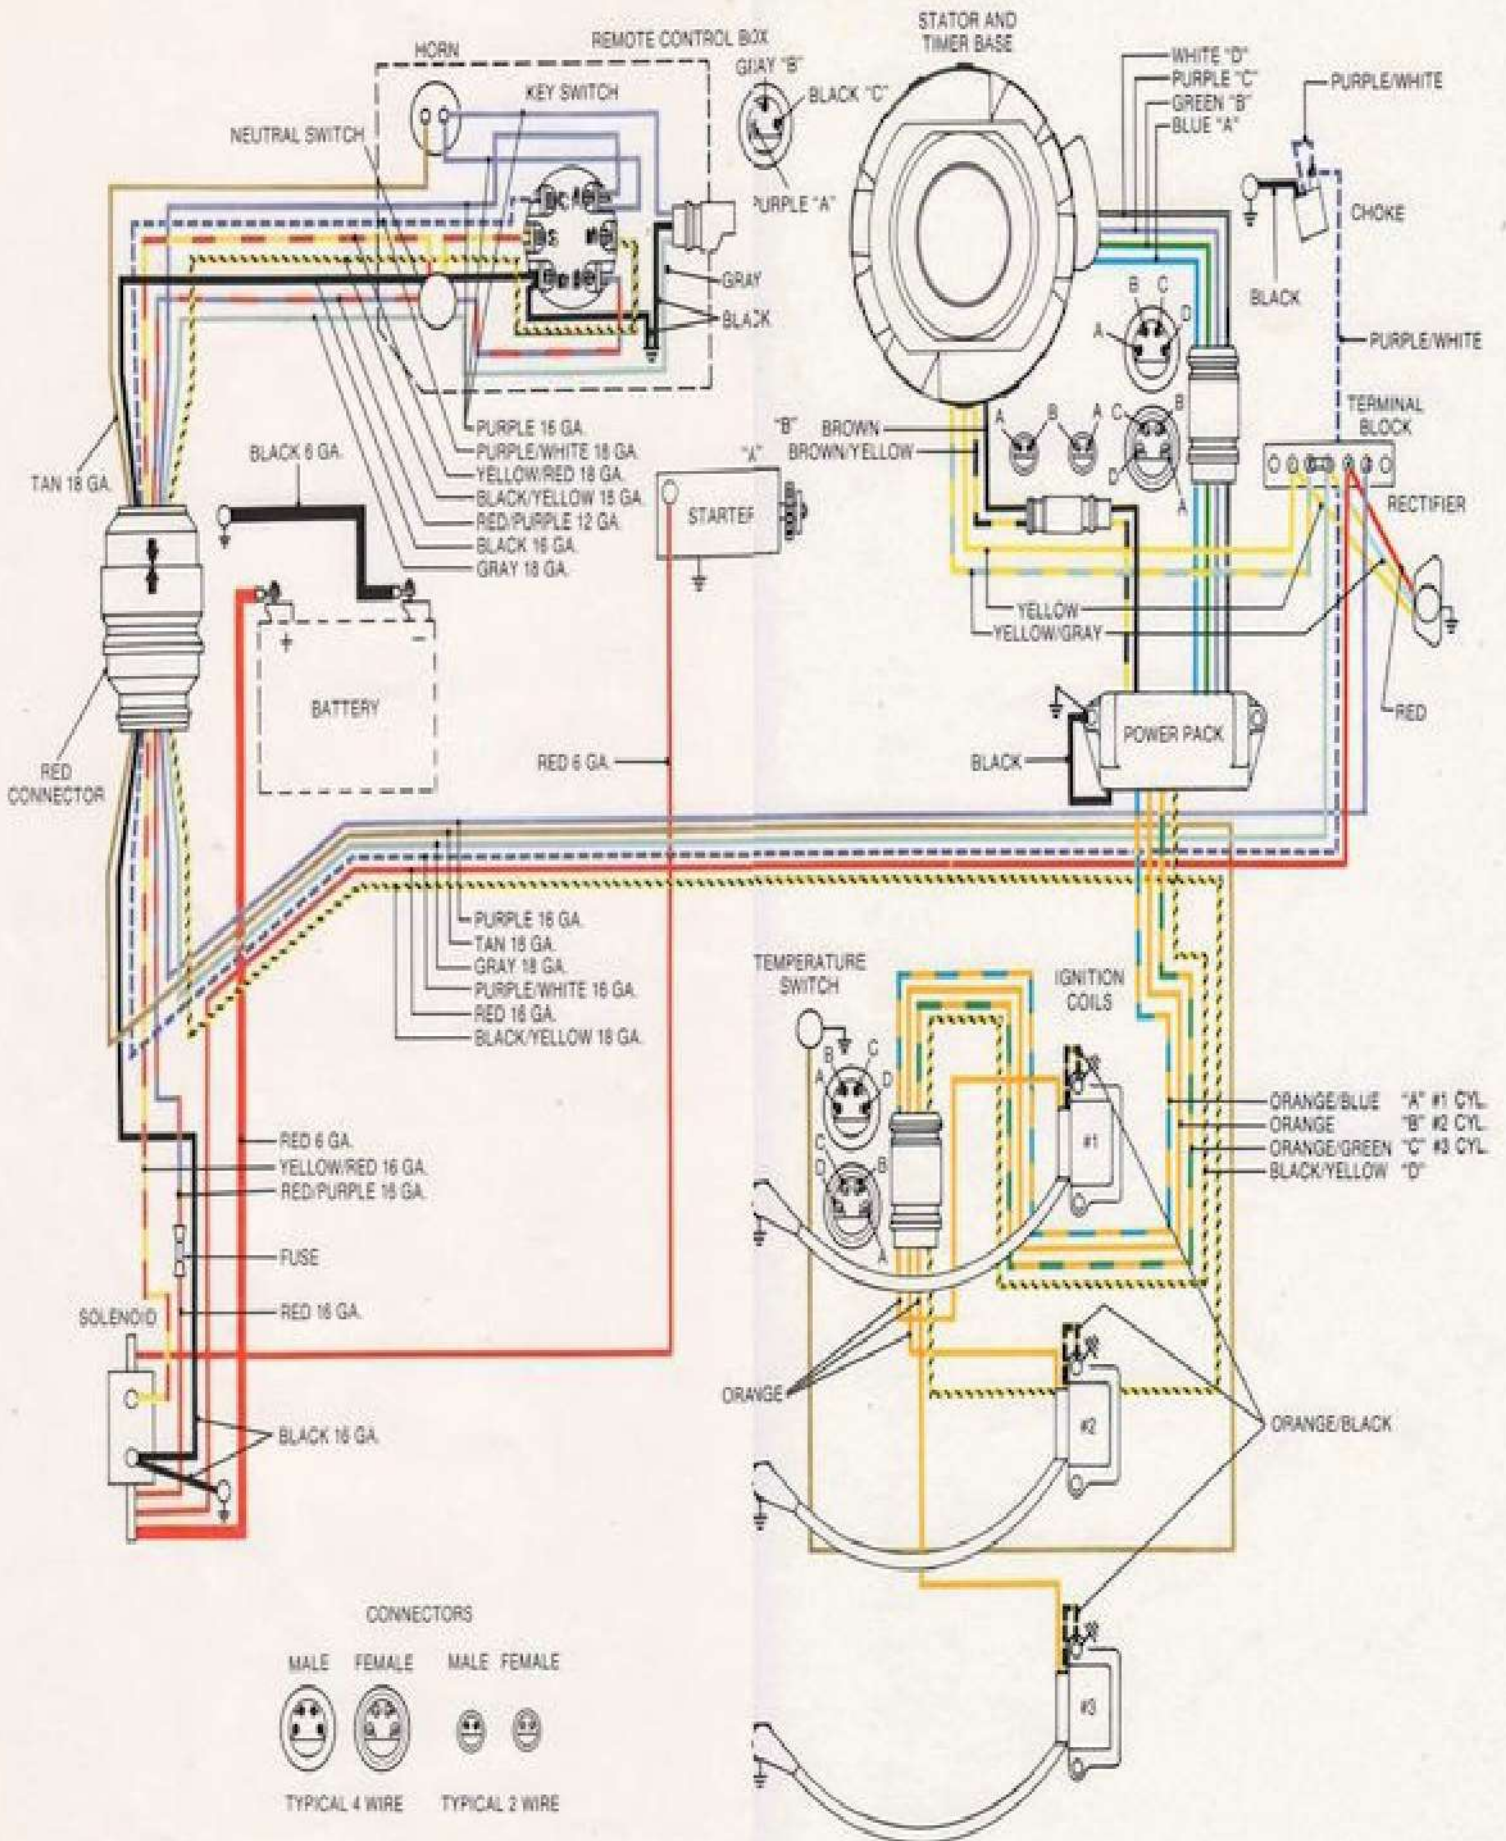 STATOR AND
TIMER BASE
HORN
REMOTE CONTROL BOX
GRAY "B"
BLACK "C"
PURPLE "A"
KEY SWITCH
NEUTRAL SWITCH
WHITE "D"
PURPLE "C"
GREEN "B"
BLUE "A"
PURPLE/WHITE
CHOKE
BLACK
PURPLE/WHITE
GRAY
BLACK
S
M
B C
A D
C B
D A
A B A
TERMINAL
BLOCK
RECTIFIER
"B" BROWN
BROWN/YELLOW
"A"
STARTER
PURPLE 16 GA.
PURPLE/WHITE 18 GA.
YELLOW/RED 18 GA.
BLACK/YELLOW 18 GA.
RED/PURPLE 12 GA.
BLACK 16 GA.
GRAY 18 GA.
TAN 18 GA.
BLACK 6 GA.
+ −
BATTERY
RED
CONNECTOR
YELLOW
YELLOW/GRAY
RED
RED 6 GA.
POWER PACK
BLACK
PURPLE 16 GA.
TAN 18 GA.
GRAY 18 GA.
PURPLE/WHITE 16 GA.
RED 16 GA.
BLACK/YELLOW 18 GA.
TEMPERATURE
SWITCH
IGNITION
COILS
B C
A D
C B
D A
#1
ORANGE/BLUE "A" #1 CYL.
ORANGE "B" #2 CYL.
ORANGE/GREEN "C" #3 CYL.
BLACK/YELLOW "D"
RED 6 GA.
YELLOW/RED 16 GA.
RED/PURPLE 16 GA.
FUSE
RED 16 GA.
SOLENOID
BLACK 16 GA.
ORANGE
#2
ORANGE/BLACK
#3
CONNECTORS
MALE FEMALE MALE FEMALE
TYPICAL 4 WIRE TYPICAL 2 WIRE